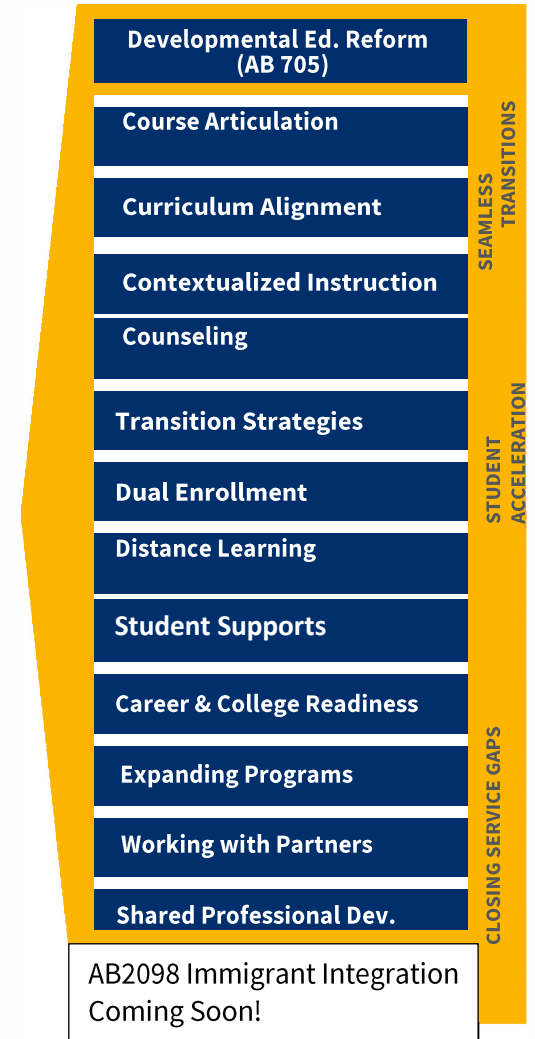 Developmental Ed. Reform
(AB 705)
Course Articulation
Curriculum Alignment
Contextualized Instruction
Counseling
Transition Strategies
Dual Enrollment
Distance Learning
Student Supports
Career & College Readiness
Expanding Programs
Working with Partners
Shared Professional Dev.
SEAMLESS
TRANSITIONS
STUDENT
ACCELERATION
CLOSING SERVICE GAPS
AB2098 Immigrant Integration
Coming Soon!